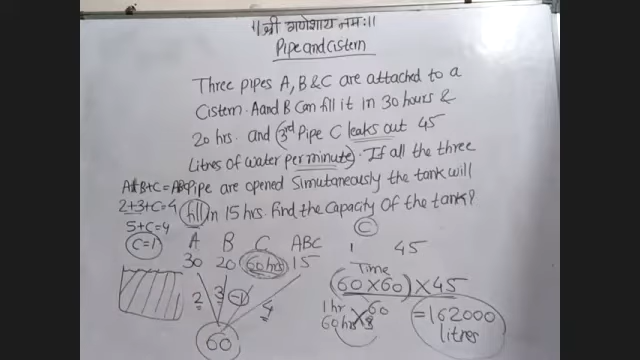 ॥श्री गणेशाय नमः॥
Pipe and Cistern
Three pipes A, B & C are attached to a
Cistern. A and B Can fill it in 30 hours &
20 hrs. and (3rd Pipe C leaks out 45
Litres of water per minute). If all the three
Pipe are opened Simutaneously the tank will
fill in 15 hrs. Find the Capacity Of the tank?
A+B+C=
2+3+C=4
5+C=4
C=1
C
A B C ABC 1 45
30 20 60 hrs 15
2 3 -1 4
60
Time
(60×60)×45
1 hr 60
60 hrs
=162000
litres